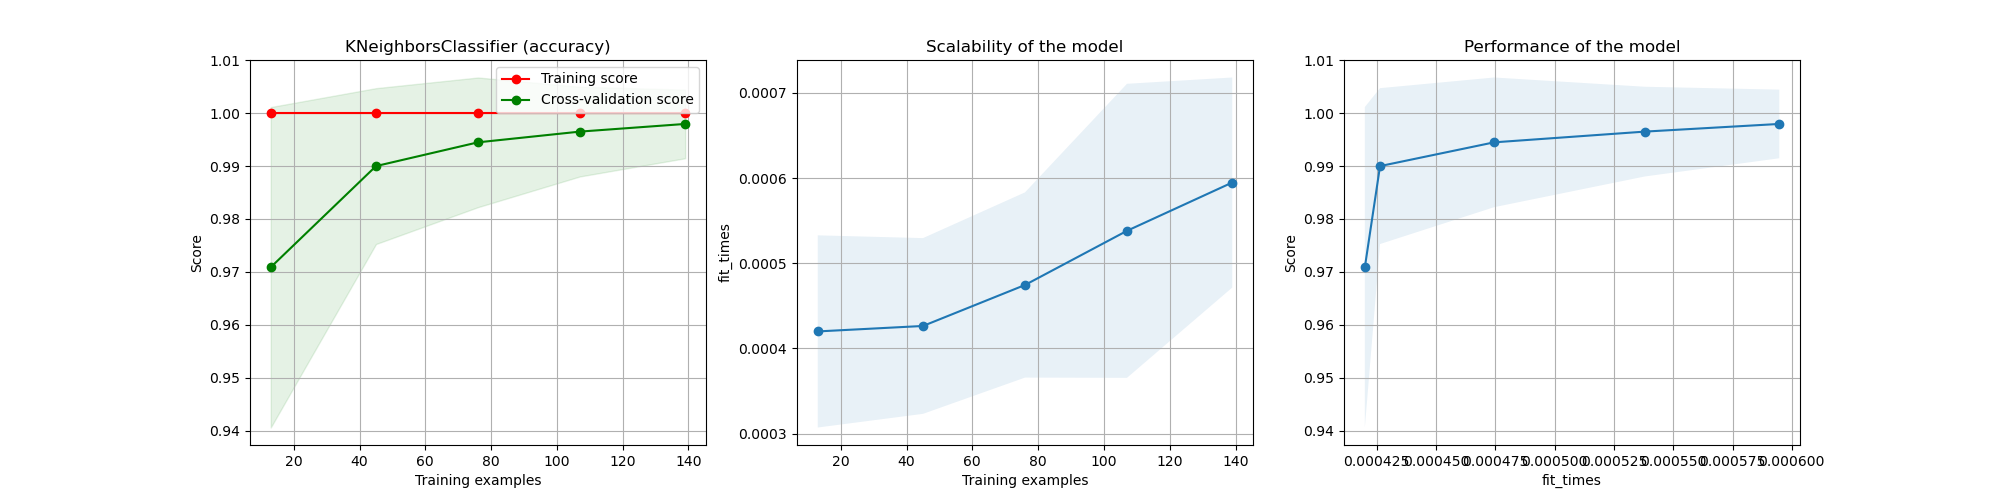 KNeighborsClassifier (accuracy)
1.01
1.00
0.99
0.98
0.97
0.96
0.95
0.94
Score
Training score
Cross-validation score
20 40 60 80 100 120 140
Training examples
Scalability of the model
0.0007
0.0006
0.0005
0.0004
0.0003
fit_times
20 40 60 80 100 120 140
Training examples
Performance of the model
1.01
1.00
0.99
0.98
0.97
0.96
0.95
0.94
Score
0.000425 0.000450 0.000475 0.000500 0.000525 0.000550 0.000575 0.000600
fit_times